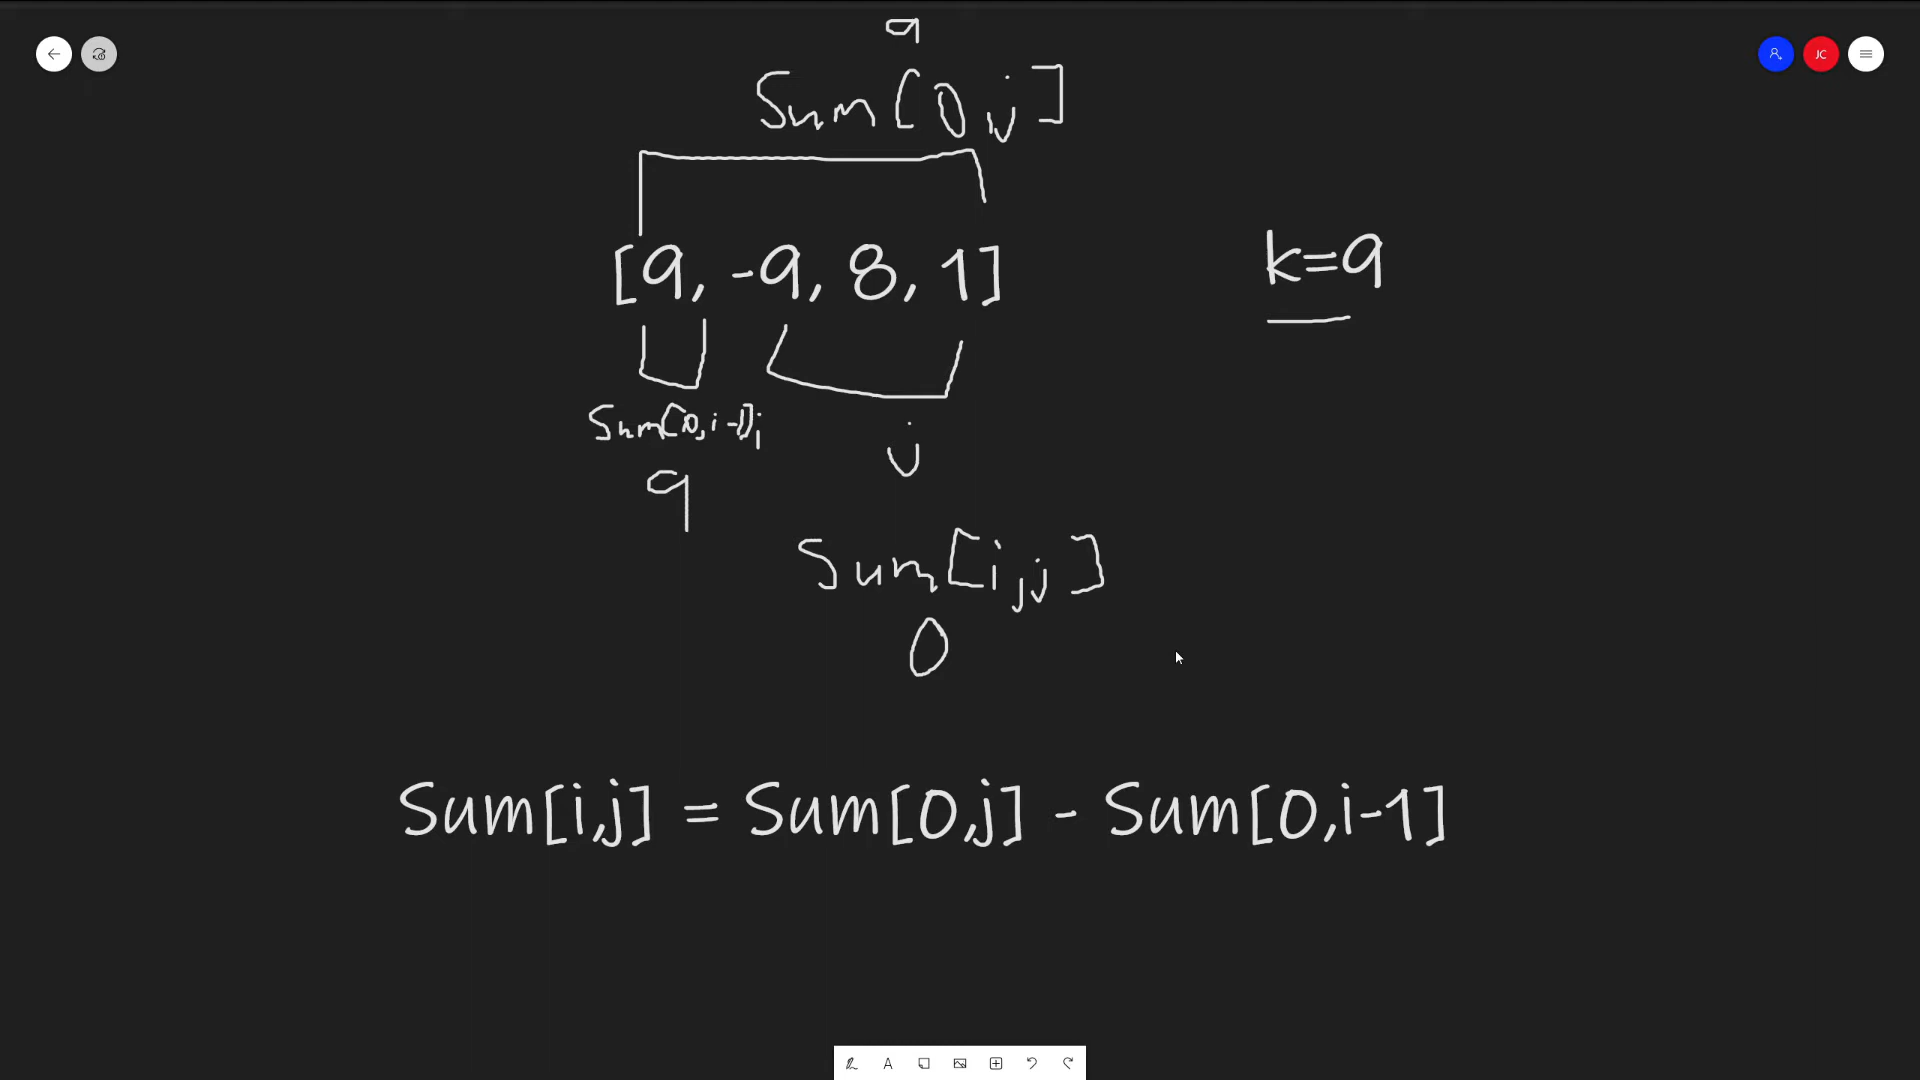 9
Sum[0,j]
[9, -9, 8, 1]
k=9
Sum[0,i-1]
i
j
9
Sum[i,j]
0
Sum[i,j] = Sum[0,j] - Sum[0,i-1]
JC
A